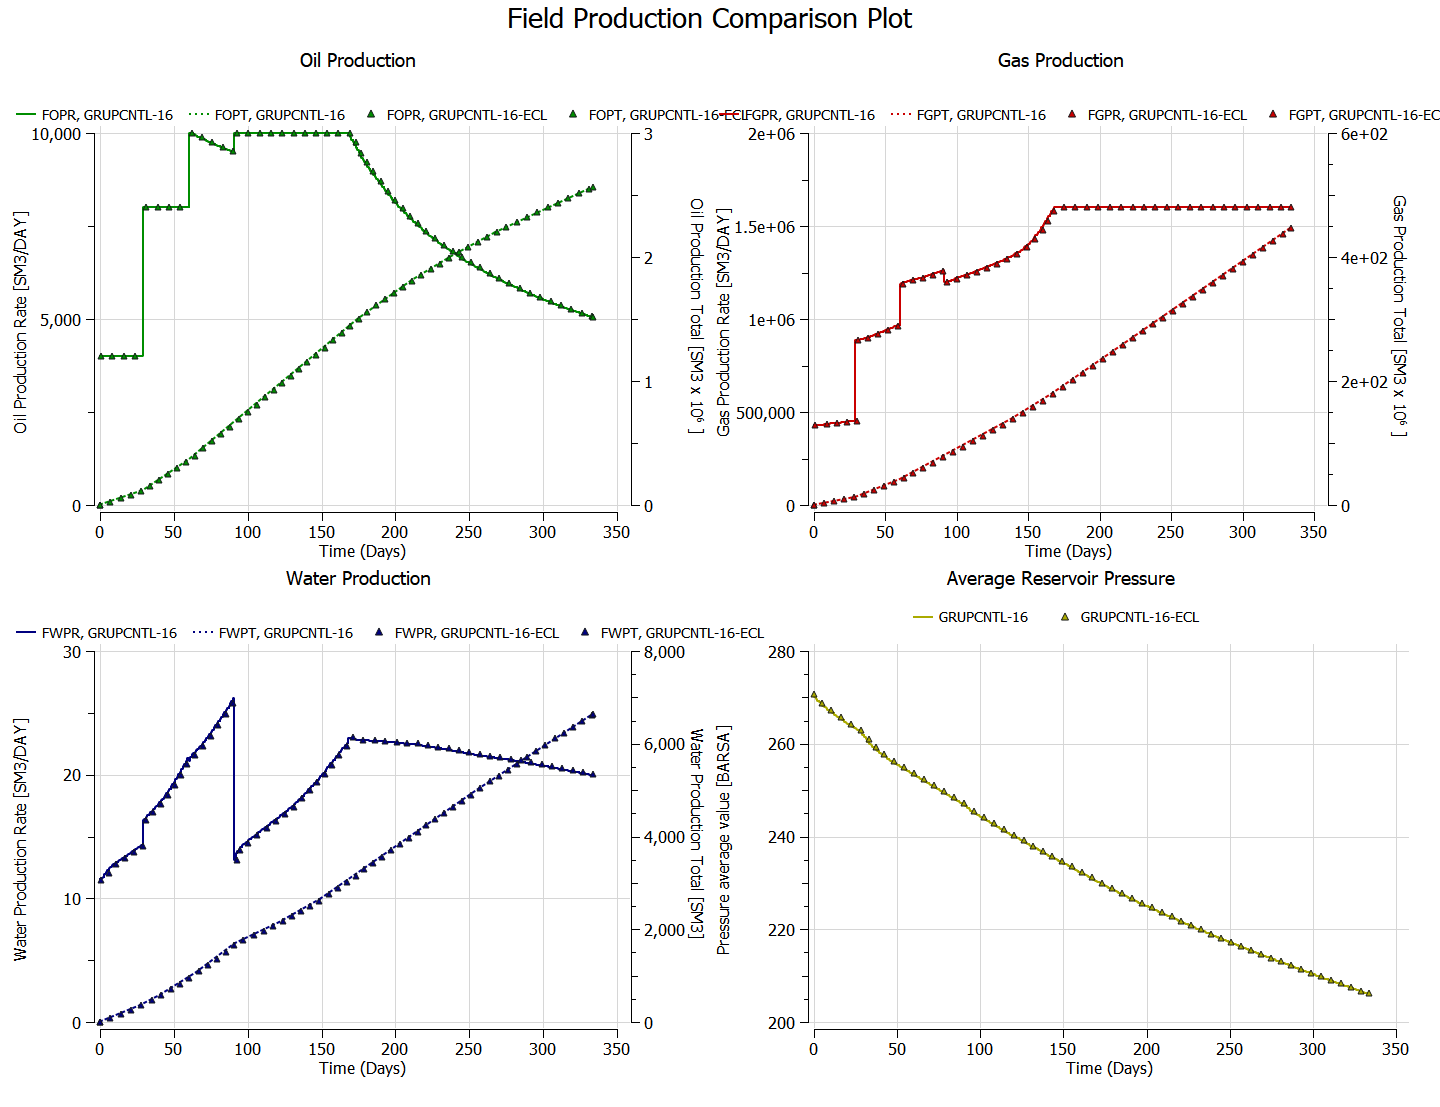 Field Production Comparison Plot
Oil Production
FOPR, GRUPCNTL-16 FOPT, GRUPCNTL-16 FOPR, GRUPCNTL-16-ECL FOPT, GRUPCNTL-16-ECL
10,000
5,000
0
3
2
1
0
Oil Production Rate [SM3/DAY]
Oil Production Total [SM3 x 10⁶ ]
0 50 100 150 200 250 300 350
Time (Days)
Gas Production
FGPR, GRUPCNTL-16 FGPT, GRUPCNTL-16 FGPR, GRUPCNTL-16-ECL FGPT, GRUPCNTL-16-EC
2e+06
1.5e+06
1e+06
500,000
0
6e+02
4e+02
2e+02
0
Gas Production Rate [SM3/DAY]
Gas Production Total [SM3 x 10⁶ ]
0 50 100 150 200 250 300 350
Time (Days)
Water Production
FWPR, GRUPCNTL-16 FWPT, GRUPCNTL-16 FWPR, GRUPCNTL-16-ECL FWPT, GRUPCNTL-16-ECL
30
20
10
0
8,000
6,000
4,000
2,000
0
Water Production Rate [SM3/DAY]
Water Production Total [SM3]
0 50 100 150 200 250 300 350
Time (Days)
Average Reservoir Pressure
GRUPCNTL-16 GRUPCNTL-16-ECL
280
260
240
220
200
Pressure average value [BARSA]
0 50 100 150 200 250 300 350
Time (Days)